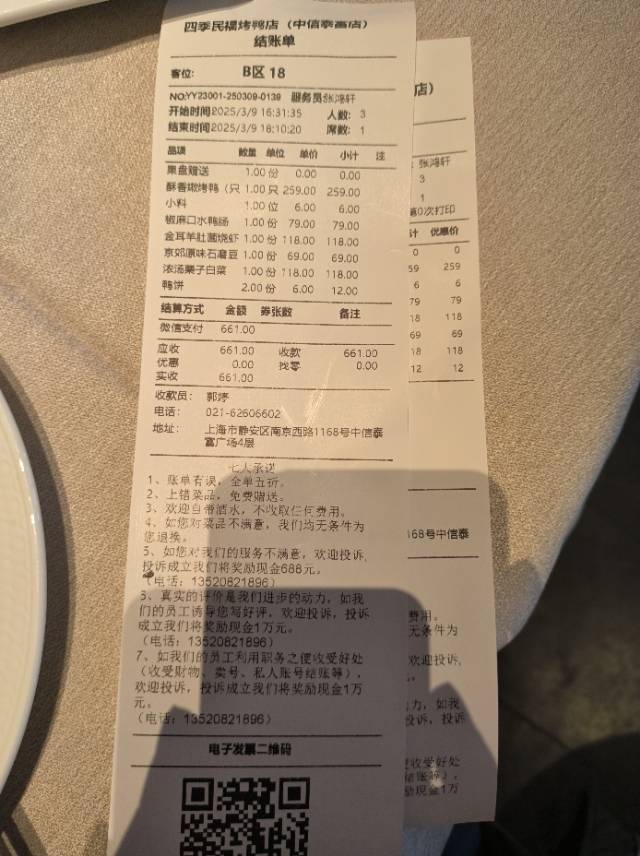 四季民福烤鸭店（中信泰富店）
结账单
客位: B区 18
NO:YY23001-250309-0139 服务员:张鸿轩
开始时间2025/3/9 16:31:35 人数: 3
结束时间2025/3/9 18:10:20 席数: 1
品项 数量 单位 单价 小计 注
果盘赠送 1.00 份 0.00 0.00
酥香嫩烤鸭（只 1.00 只 259.00 259.00
小料 1.00 位 6.00 6.00
椒麻口水鸭肠 1.00 份 79.00 79.00
金耳羊肚菌烧虾 1.00 份 118.00 118.00
京郊原味石磨豆 1.00 份 69.00 69.00
浓汤栗子白菜 1.00 份 118.00 118.00
鸭饼 2.00 份 6.00 12.00
结算方式 金额 券张数 备注
微信支付 661.00
应收 661.00 收款 661.00
优惠 0.00 找零 0.00
实收 661.00
收款员: 郭婷
电话: 021-62606602
地址: 上海市静安区南京西路1168号中信泰
富广场4层
七大承诺
1、账单有误，全单五折。
2、上错菜品，免费赠送。
3、欢迎自带酒水，不收取任何费用。
4、如您对菜品不满意，我们均无条件为
您退换。
5、如您对我们的服务不满意，欢迎投诉，
投诉成立我们将奖励现金688元。
（电话：13520821896）
6、真实的评价是我们进步的动力，如我
们的员工诱导您写好评，欢迎投诉，投诉
成立我们将奖励现金1万元。
（电话：13520821896）
7、如我们的员工利用职务之便收受好处
（收受财物、卖号、私人账号结账等），
欢迎投诉，投诉成立我们将奖励现金1万
元。
（电话：13520821896）
电子发票二维码
店）
张鸿轩
3
1
第0次打印
计 优惠价
0 0
59 259
6 6
79 79
18 118
69 69
18 118
12 12
168号中信泰
费用。
无条件为
欢迎投诉，
力，如我
投诉，投诉
收受好处
结账等），
励现金1万